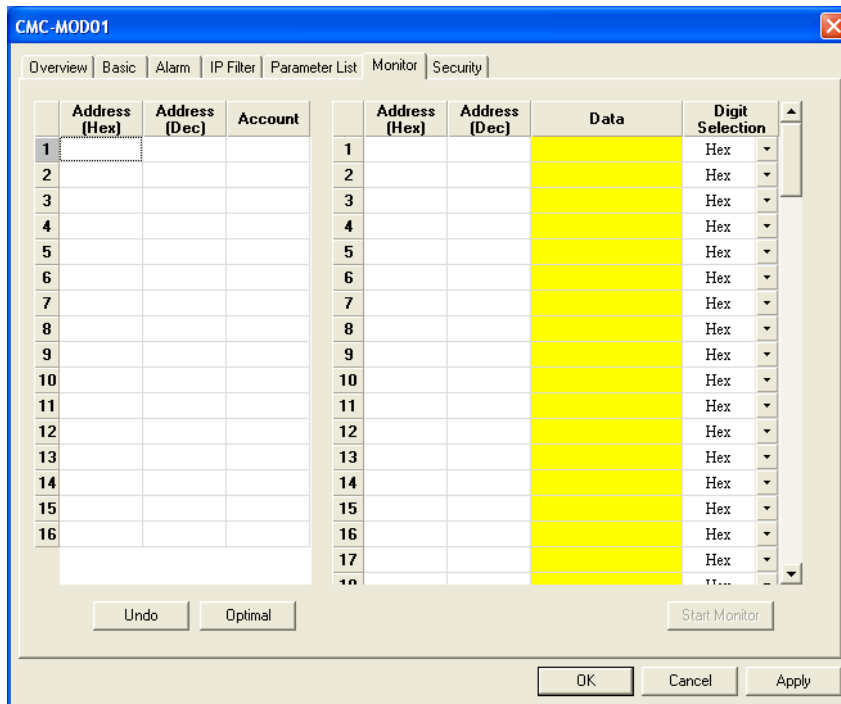 CMC-MOD01
Overview Basic Alarm IP Filter Parameter List Monitor Security
Address (Hex) Address (Dec) Account
1
2
3
4
5
6
7
8
9
10
11
12
13
14
15
16
Undo Optimal
Address (Hex) Address (Dec) Data Digit Selection
1 Hex
2 Hex
3 Hex
4 Hex
5 Hex
6 Hex
7 Hex
8 Hex
9 Hex
10 Hex
11 Hex
12 Hex
13 Hex
14 Hex
15 Hex
16 Hex
17 Hex
Start Monitor
OK Cancel Apply